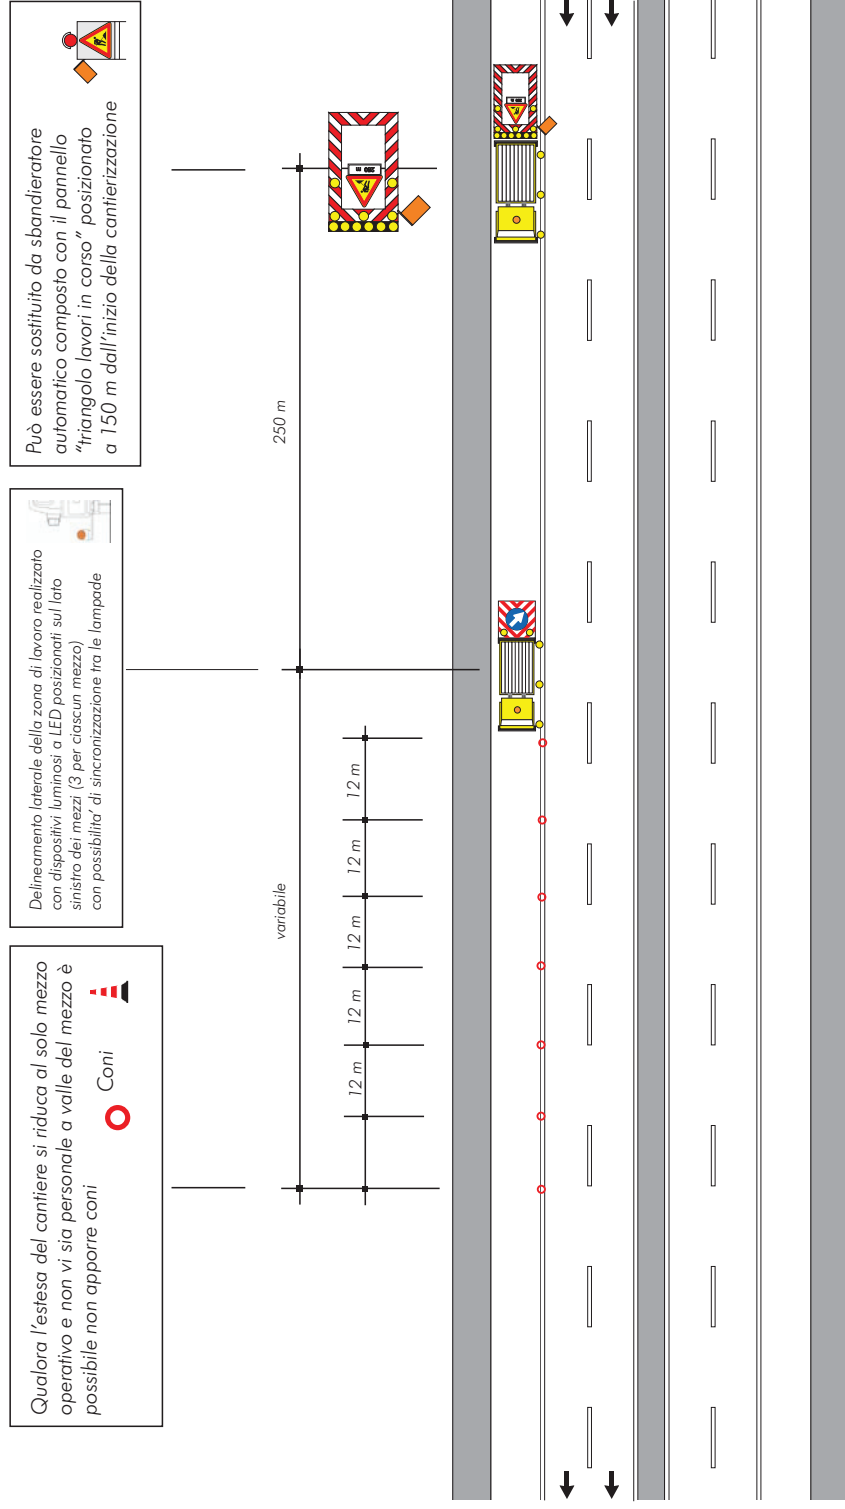 Può essere sostituito da sbandieratore
automatico composto con il pannello
“triangolo lavori in corso” posizionato
a 150 m dall’inizio della cantierizzazione
Delineamento laterale della zona di lavoro realizzato
con dispositivi luminosi a LED posizionati sul lato
sinistro dei mezzi (3 per ciascun mezzo)
con possibilita’ di sincronizzazione tra le lampade
Qualora l’estesa del cantiere si riduca al solo mezzo
operativo e non vi sia personale a valle del mezzo è
possibile non apporre coni
Coni
250 m
variabile
12 m
12 m
12 m
12 m
12 m
250 m